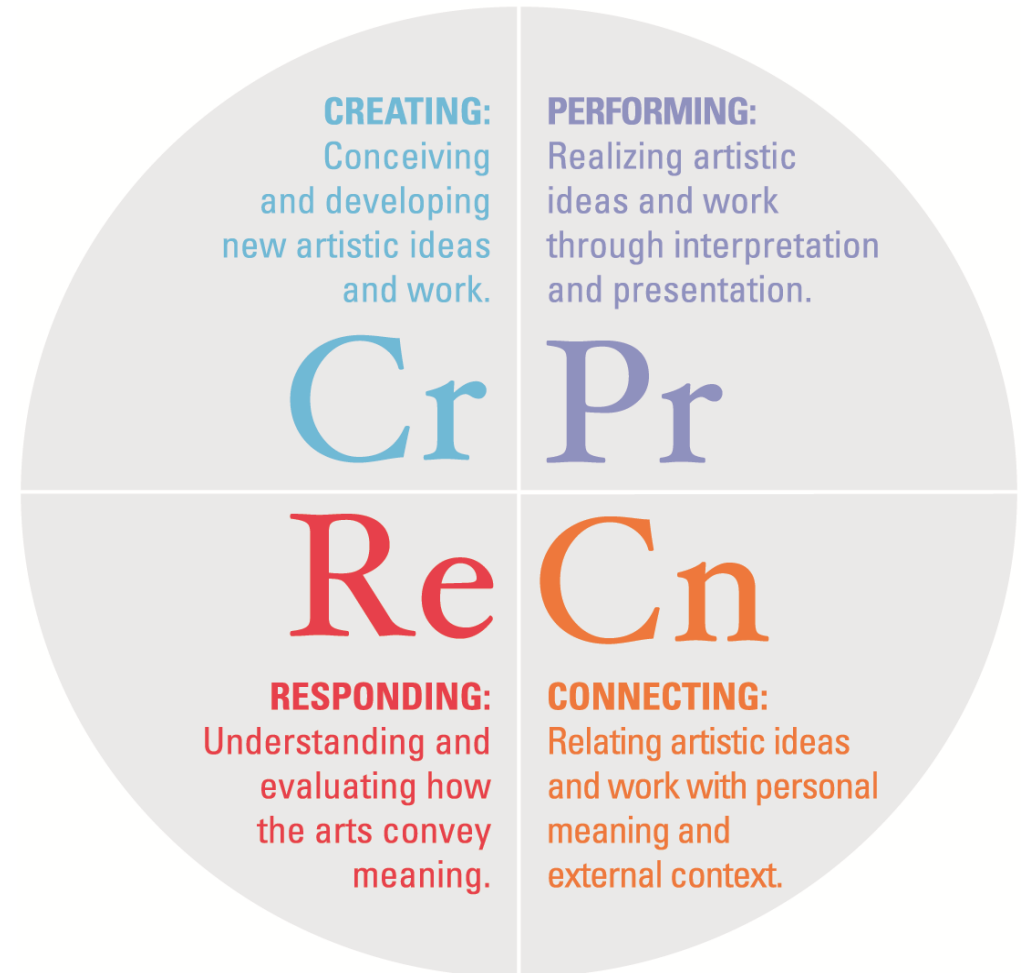 CREATING:
Conceiving
and developing
new artistic ideas
and work.
Cr
PERFORMING:
Realizing artistic
ideas and work
through interpretation
and presentation.
Pr
Re
RESPONDING:
Understanding and
evaluating how
the arts convey
meaning.
Cn
CONNECTING:
Relating artistic ideas
and work with personal
meaning and
external context.